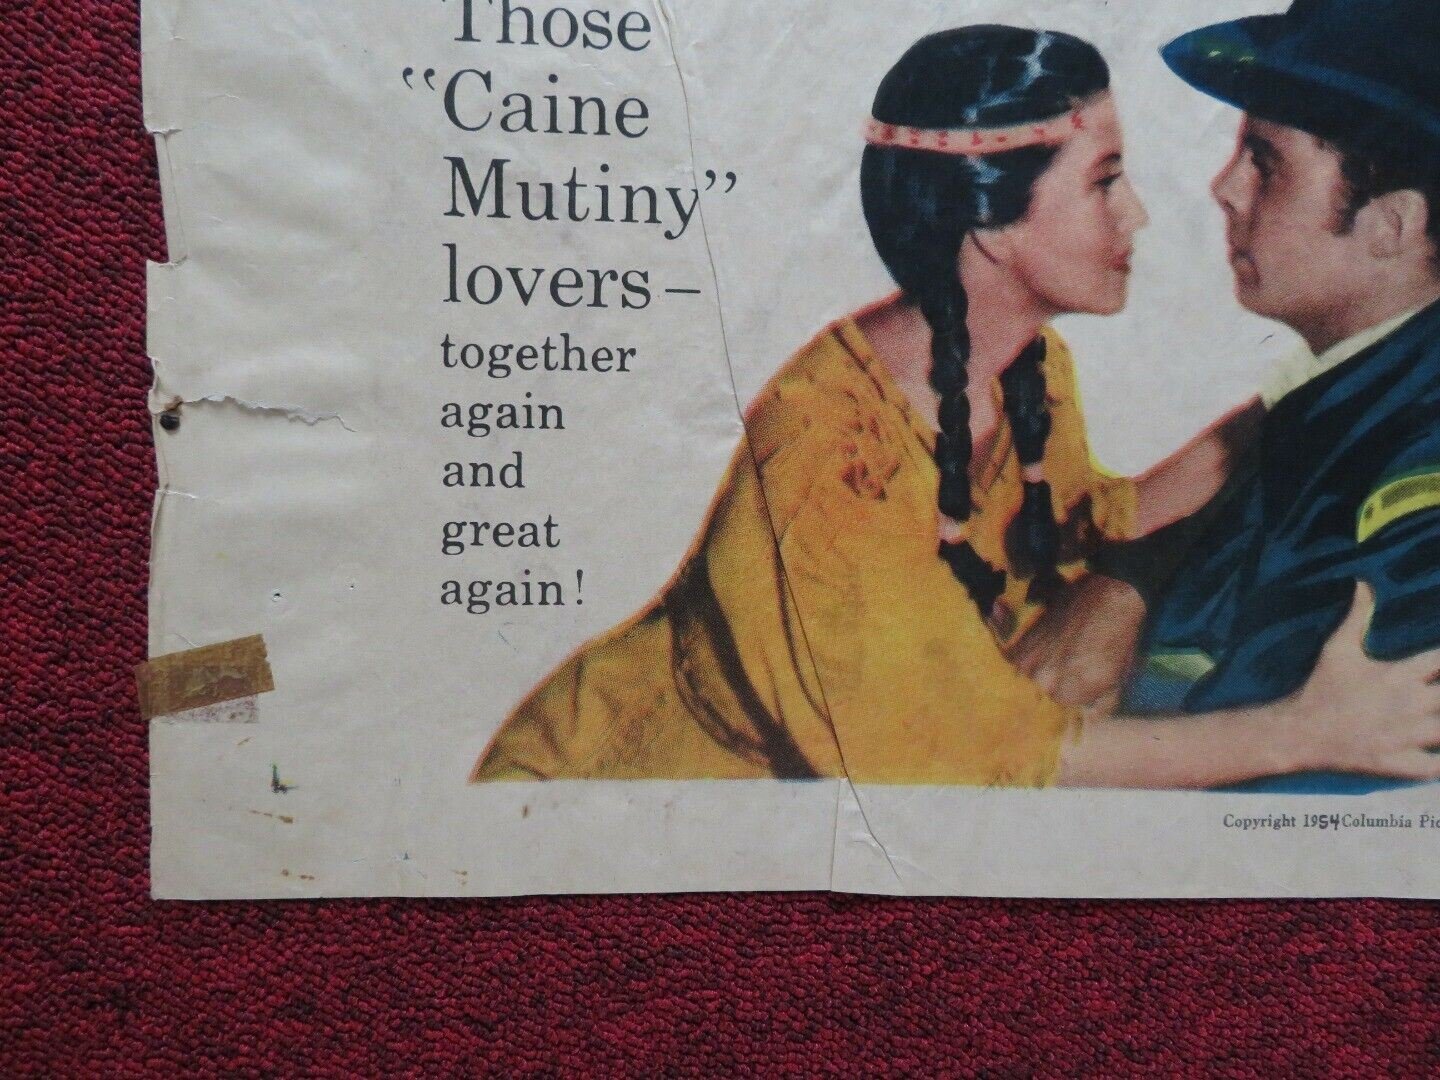 Those
"Caine
Mutiny"
lovers –
together
again
and
great
again!
Copyright 1954 Columbia Pic